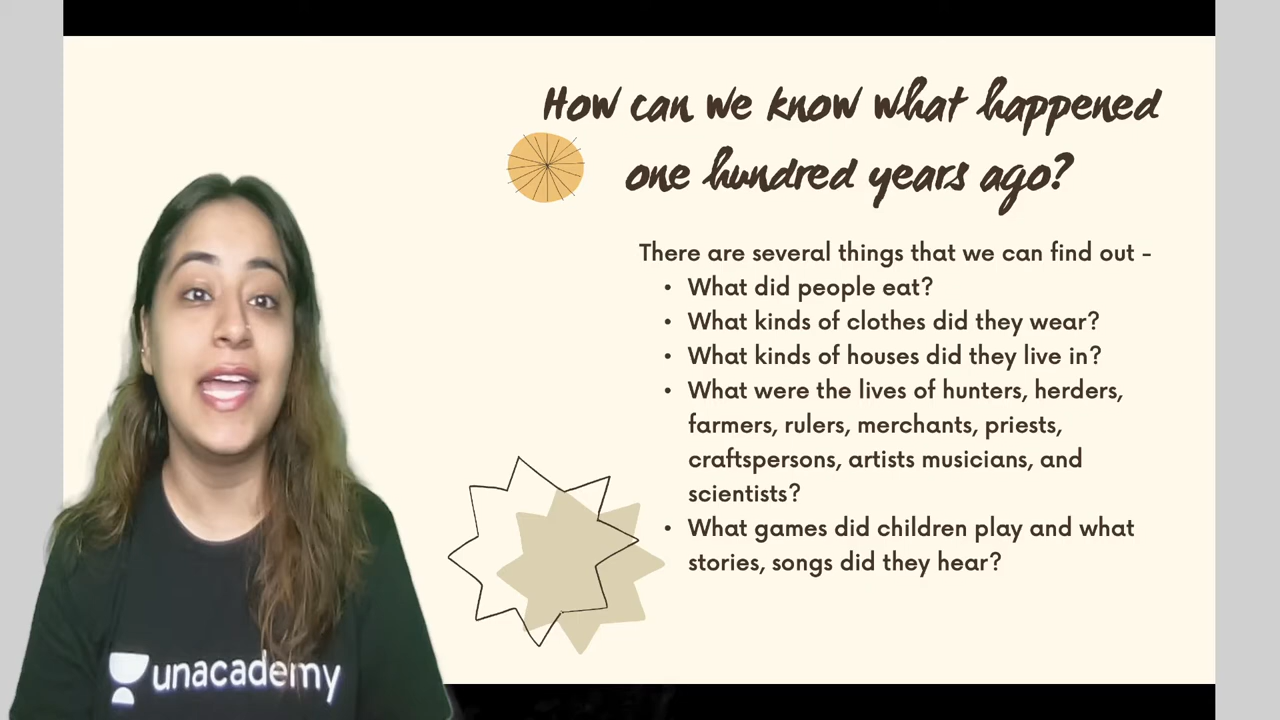 How can we know what happened
one hundred years ago?
There are several things that we can find out -
• What did people eat?
• What kinds of clothes did they wear?
• What kinds of houses did they live in?
• What were the lives of hunters, herders,
farmers, rulers, merchants, priests,
craftspersons, artists musicians, and
scientists?
• What games did children play and what
stories, songs did they hear?
unacademy